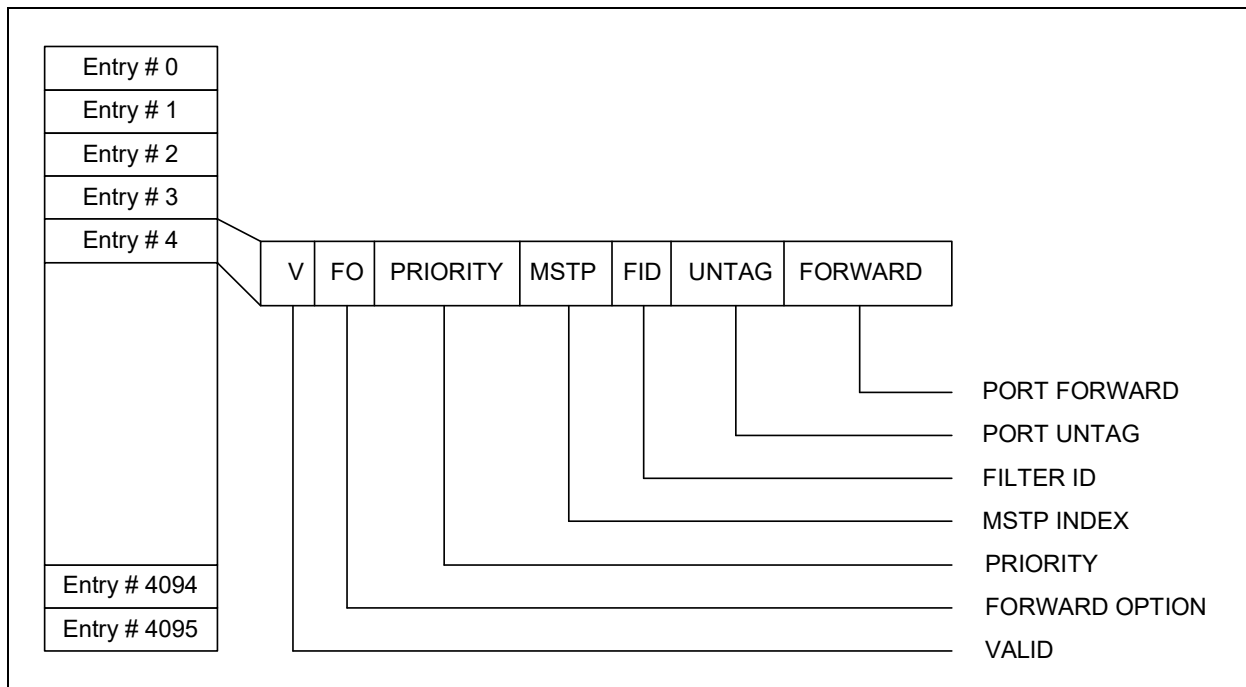 Entry # 0
Entry # 1
Entry # 2
Entry # 3
Entry # 4
V FO PRIORITY MSTP FID UNTAG FORWARD
PORT FORWARD
PORT UNTAG
FILTER ID
MSTP INDEX
PRIORITY
FORWARD OPTION
VALID
Entry # 4094
Entry # 4095